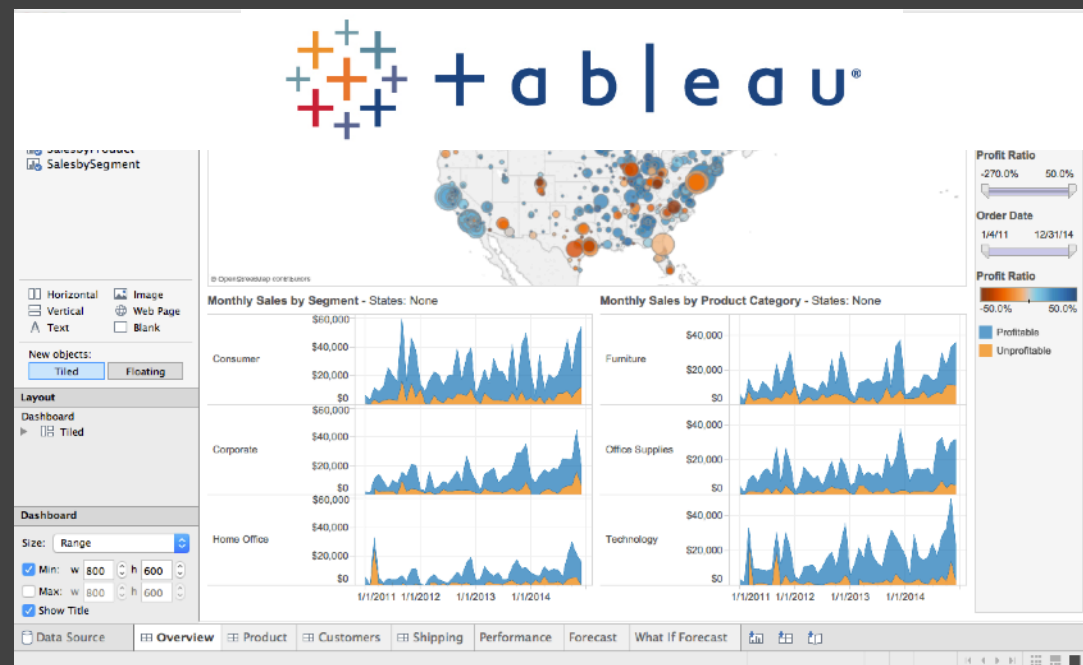 +ableau®
SalesbyProduct
SalesbySegment
© OpenStreetMap contributors
Profit Ratio
-270.0% 50.0%
Order Date
1/4/11 12/31/14
Profit Ratio
-50.0% 50.0%
Profitable
Unprofitable
Horizontal Image
Vertical Web Page
A Text Blank
New objects:
Tiled Floating
Layout
Dashboard
Tiled
Dashboard
Size: Range
Min: w 800 h 600
Max: w 800 h 600
Show Title
Monthly Sales by Segment - States: None
Consumer
$60,000
$40,000
$20,000
$0
Corporate
$60,000
$40,000
$20,000
$0
Home Office
$60,000
$40,000
$20,000
$0
1/1/2011 1/1/2012 1/1/2013 1/1/2014
Monthly Sales by Product Category - States: None
Furniture
$40,000
$20,000
$0
Office Supplies
$40,000
$20,000
$0
Technology
$40,000
$20,000
$0
1/1/2011 1/1/2012 1/1/2013 1/1/2014
Data Source Overview Product Customers Shipping Performance Forecast What If Forecast